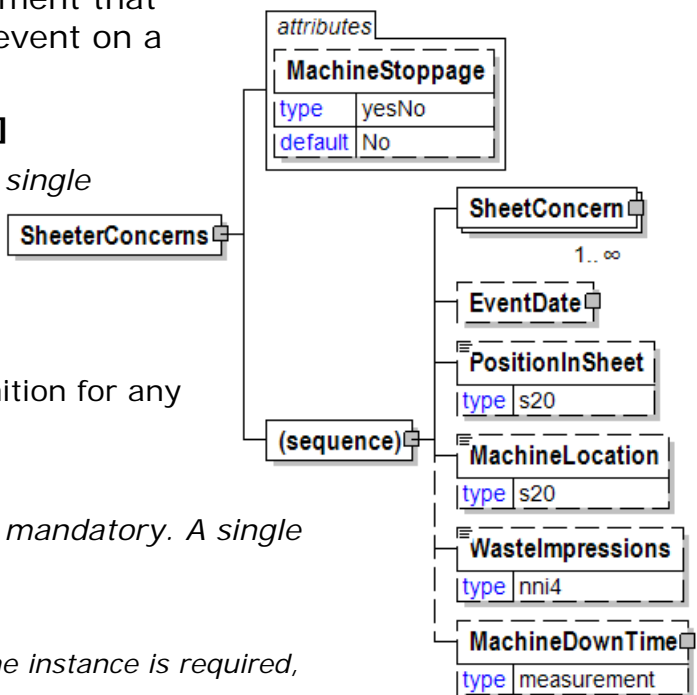 ment that
event on a
]
single
nition for any
mandatory. A single
ne instance is required,
SheeterConcerns
attributes
MachineStoppage
type yesNo
default No
(sequence)
SheetConcern
1.. ∞
EventDate
PositionInSheet
type s20
MachineLocation
type s20
WasteImpressions
type nni4
MachineDownTime
type measurement